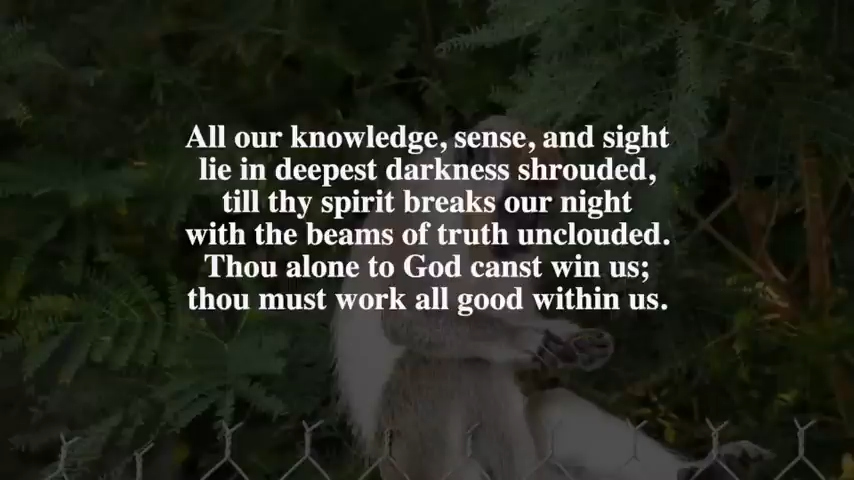 All our knowledge, sense, and sight
lie in deepest darkness shrouded,
till thy spirit breaks our night
with the beams of truth unclouded.
Thou alone to God canst win us;
thou must work all good within us.